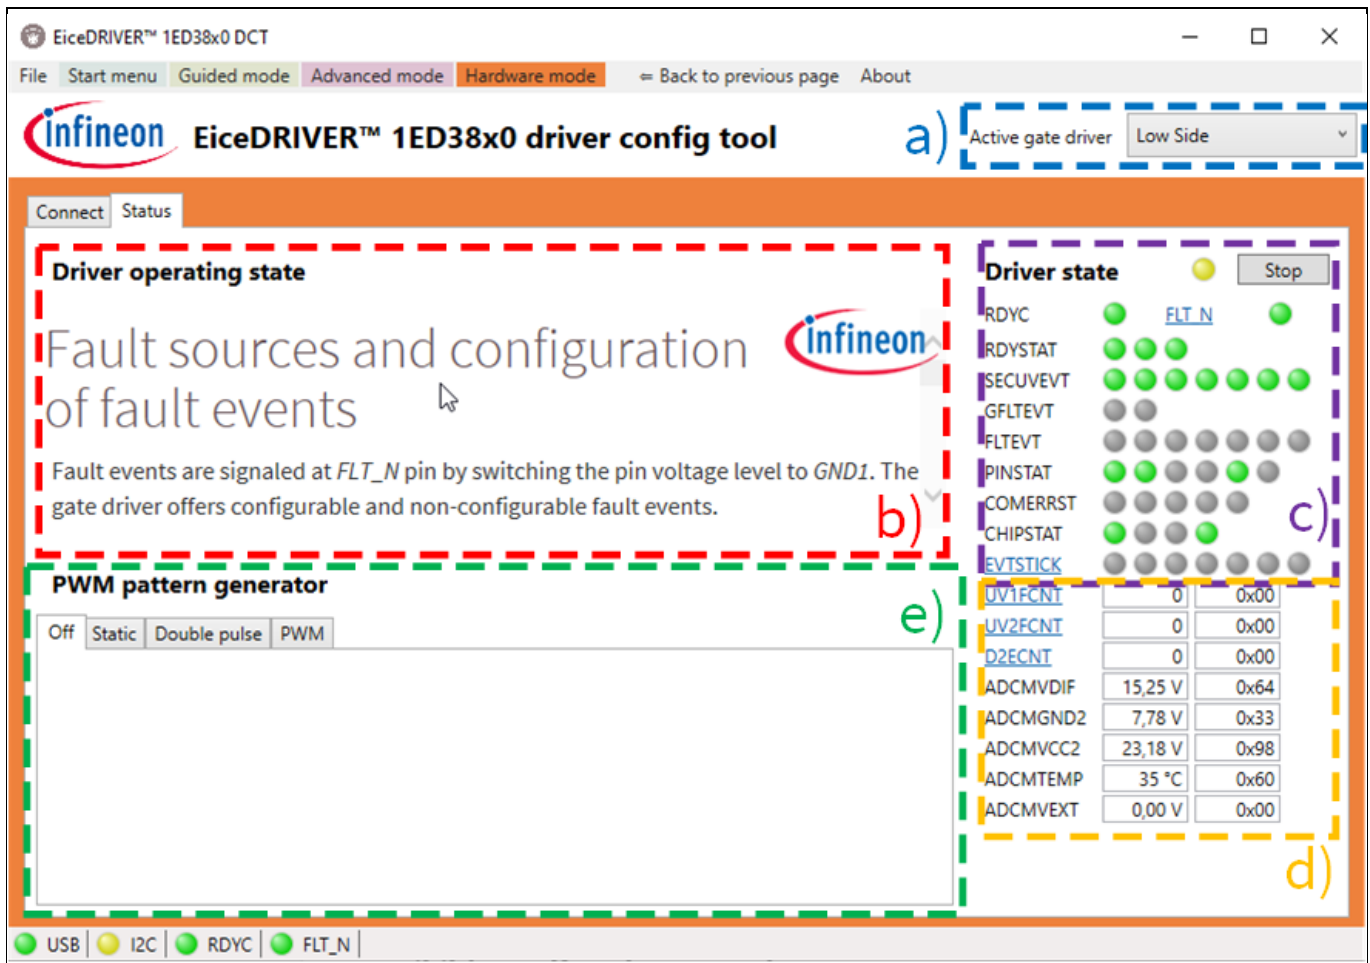 EiceDRIVER™ 1ED38x0 DCT
File Start menu Guided mode Advanced mode Hardware mode ⇐ Back to previous page About
infineon EiceDRIVER™ 1ED38x0 driver config tool a) Active gate driver Low Side
Connect Status
Driver operating state
Fault sources and configuration
of fault events
infineon
Fault events are signaled at FLT_N pin by switching the pin voltage level to GND1. The
gate driver offers configurable and non-configurable fault events.
b)
Driver state Stop
RDYC FLT_N
RDYSTAT
SECUVEVT
GFLTEVT
FLTEVT
PINSTAT
COMERRST
c)
CHIPSTAT
EVTSTICK
PWM pattern generator
e)
Off Static Double pulse PWM
UV1FCNT 0 0x00
UV2FCNT 0 0x00
D2ECNT 0 0x00
ADCMVDIF 15,25 V 0x64
ADCMGND2 7,78 V 0x33
ADCMVCC2 23,18 V 0x98
ADCMTEMP 35 °C 0x60
ADCMVEXT 0,00 V 0x00
d)
USB I2C RDYC FLT_N